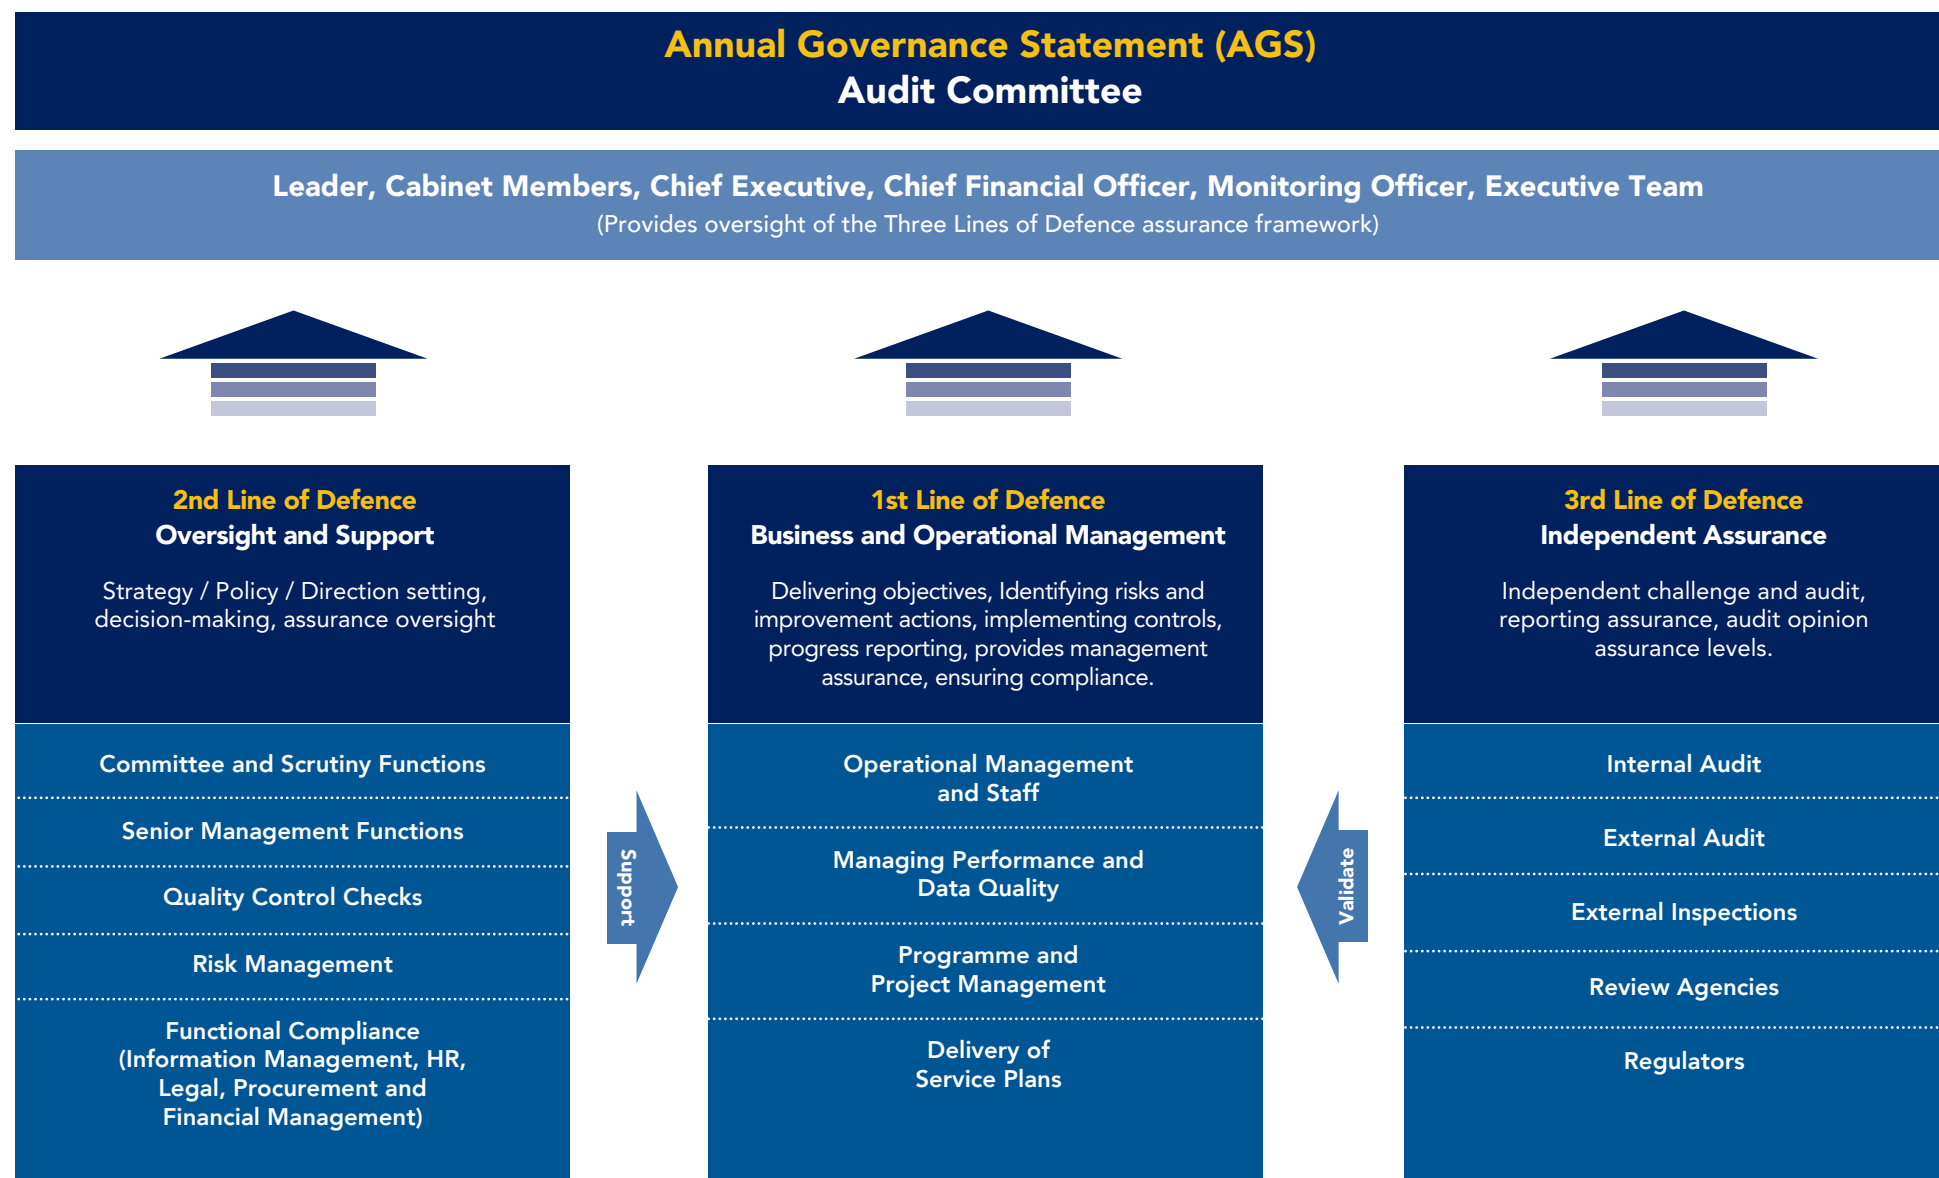 Annual Governance Statement (AGS)
Audit Committee
Leader, Cabinet Members, Chief Executive, Chief Financial Officer, Monitoring Officer, Executive Team
(Provides oversight of the Three Lines of Defence assurance framework)
2nd Line of Defence
Oversight and Support
Strategy / Policy / Direction setting,
decision-making, assurance oversight
Committee and Scrutiny Functions
Senior Management Functions
Quality Control Checks
Risk Management
Functional Compliance
(Information Management, HR,
Legal, Procurement and
Financial Management)
Support
1st Line of Defence
Business and Operational Management
Delivering objectives, Identifying risks and
improvement actions, implementing controls,
progress reporting, provides management
assurance, ensuring compliance.
Operational Management
and Staff
Managing Performance and
Data Quality
Programme and
Project Management
Delivery of
Service Plans
Validate
3rd Line of Defence
Independent Assurance
Independent challenge and audit,
reporting assurance, audit opinion
assurance levels.
Internal Audit
External Audit
External Inspections
Review Agencies
Regulators